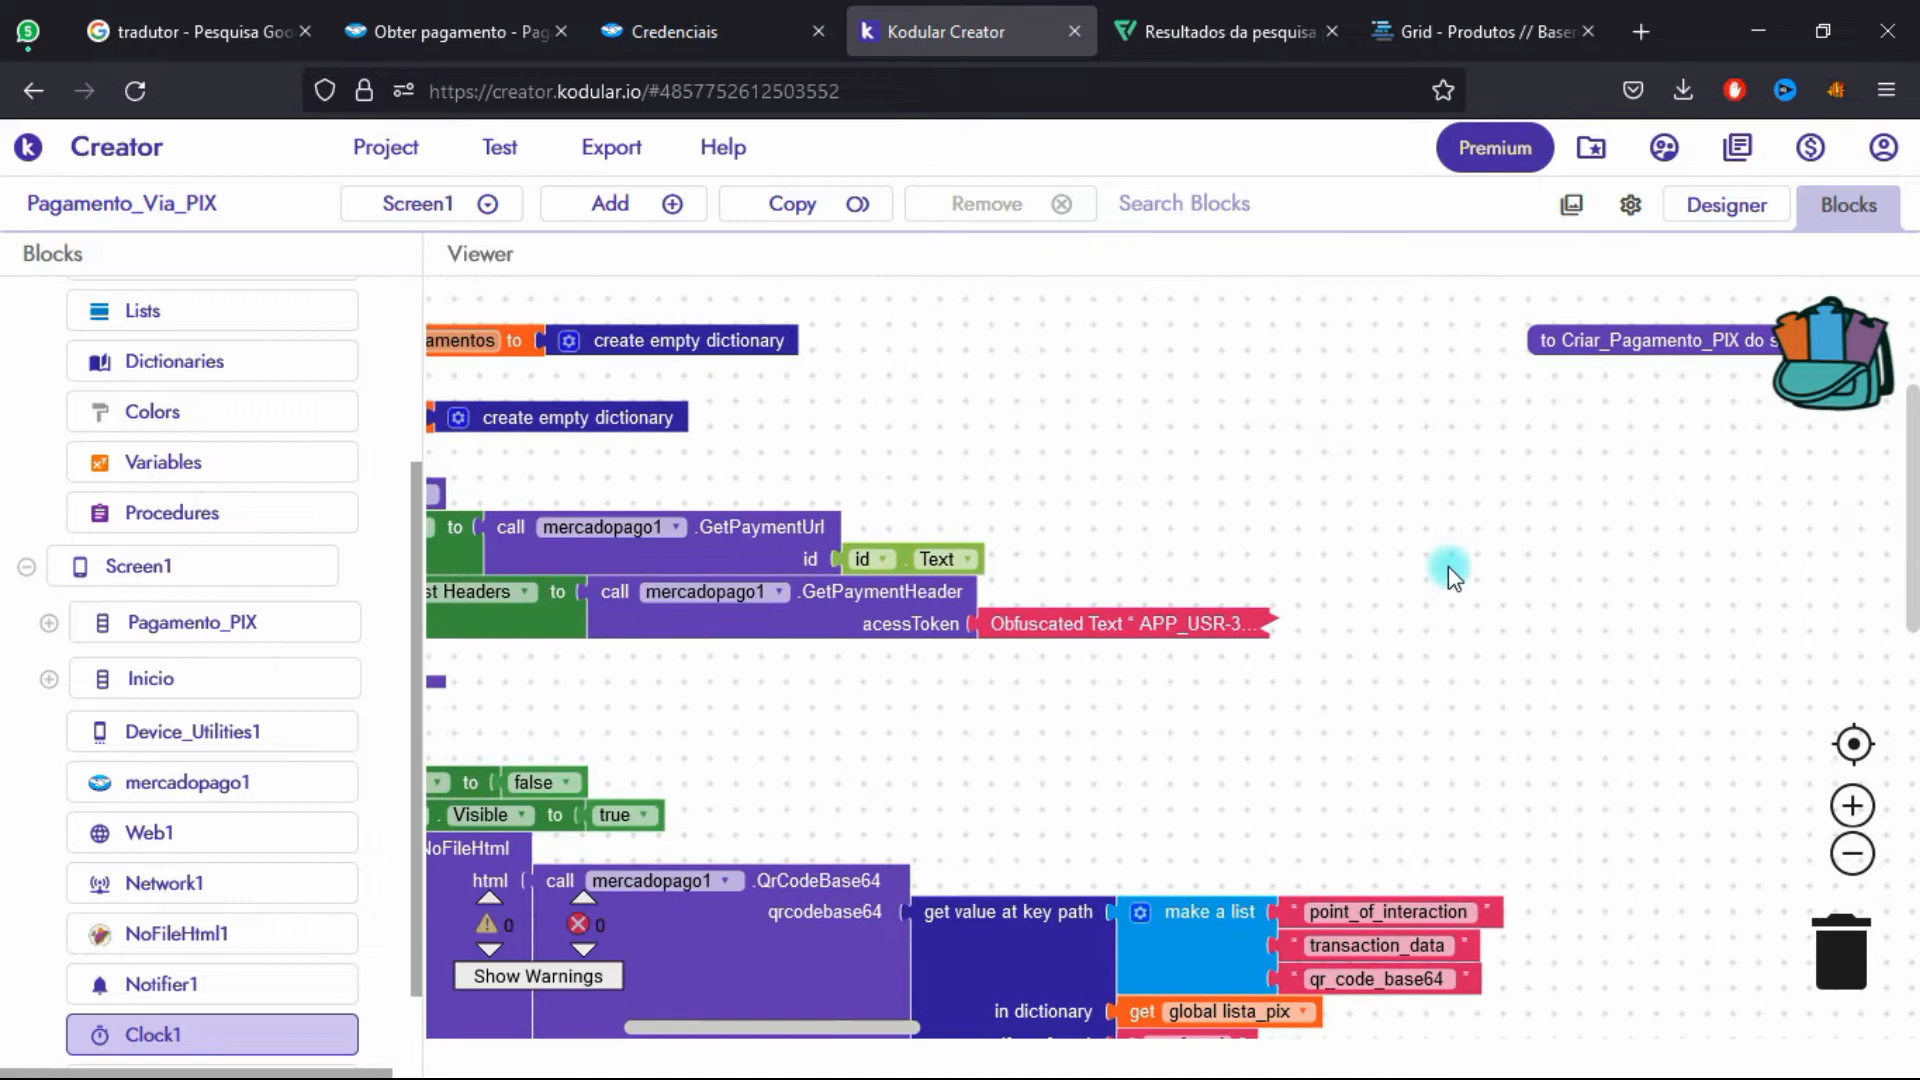 5
tradutor - Pesquisa Goo
Obter pagamento - Pag
Credenciais
Kodular Creator
Resultados da pesquisa
Grid - Produtos // Baser
https://creator.kodular.io/#4857752612503552
Creator
Project
Test
Export
Help
Premium
Pagamento_Via_PIX
Screen1
Add
Copy
Remove
Search Blocks
Designer
Blocks
Blocks
Viewer
Lists
Dictionaries
Colors
Variables
Procedures
Screen1
Pagamento_PIX
Inicio
Device_Utilities1
mercadopago1
Web1
Network1
NoFileHtml1
Notifier1
Clock1
amentos to create empty dictionary
to Criar_Pagamento_PIX do s
create empty dictionary
to call mercadopago1 .GetPaymentUrl
id id . Text
st Headers to call mercadopago1 .GetPaymentHeader
acessToken Obfuscated Text “ APP_USR-3...
to false
. Visible to true
NoFileHtml
html call mercadopago1 .QrCodeBase64
qrcodebase64 get value at key path make a list “ point_of_interaction ”
“ transaction_data ”
“ qr_code_base64 ”
in dictionary get global lista_pix
0 0
Show Warnings